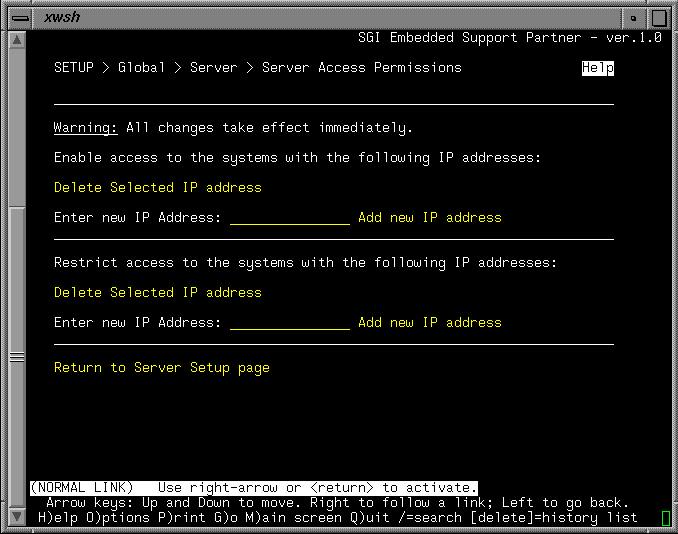 xwsh
SGI Embedded Support Partner - ver.1.0
SETUP > Global > Server > Server Access Permissions Help
Warning: All changes take effect immediately.
Enable access to the systems with the following IP addresses:
Delete Selected IP address
Enter new IP Address: _______________ Add new IP address
Restrict access to the systems with the following IP addresses:
Delete Selected IP address
Enter new IP Address: _______________ Add new IP address
Return to Server Setup page
(NORMAL LINK) Use right-arrow or <return> to activate.
Arrow keys: Up and Down to move. Right to follow a link; Left to go back.
H)elp O)ptions P)rint G)o M)ain screen Q)uit /=search [delete]=history list